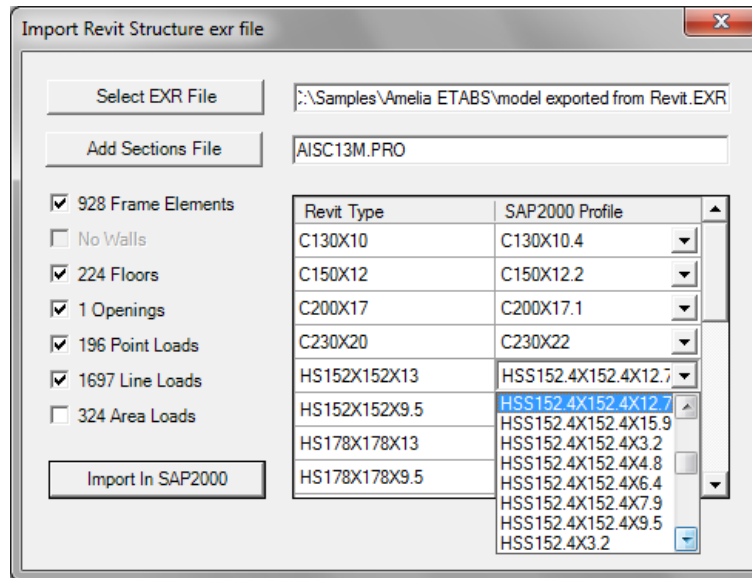 Import Revit Structure exr file
Select EXR File
:\Samples\Amelia ETABS\model exported from Revit.EXR
Add Sections File
AISC13M.PRO
928 Frame Elements
No Walls
224 Floors
1 Openings
196 Point Loads
1697 Line Loads
324 Area Loads
Import In SAP2000
Revit Type SAP2000 Profile
C130X10 C130X10.4
C150X12 C150X12.2
C200X17 C200X17.1
C230X20 C230X22
HS152X152X13 HSS152.4X152.4X12.7
HS152X152X9.5
HS178X178X13
HS178X178X9.5
HSS152.4X152.4X12.7
HSS152.4X152.4X15.9
HSS152.4X152.4X3.2
HSS152.4X152.4X4.8
HSS152.4X152.4X6.4
HSS152.4X152.4X7.9
HSS152.4X152.4X9.5
HSS152.4X3.2